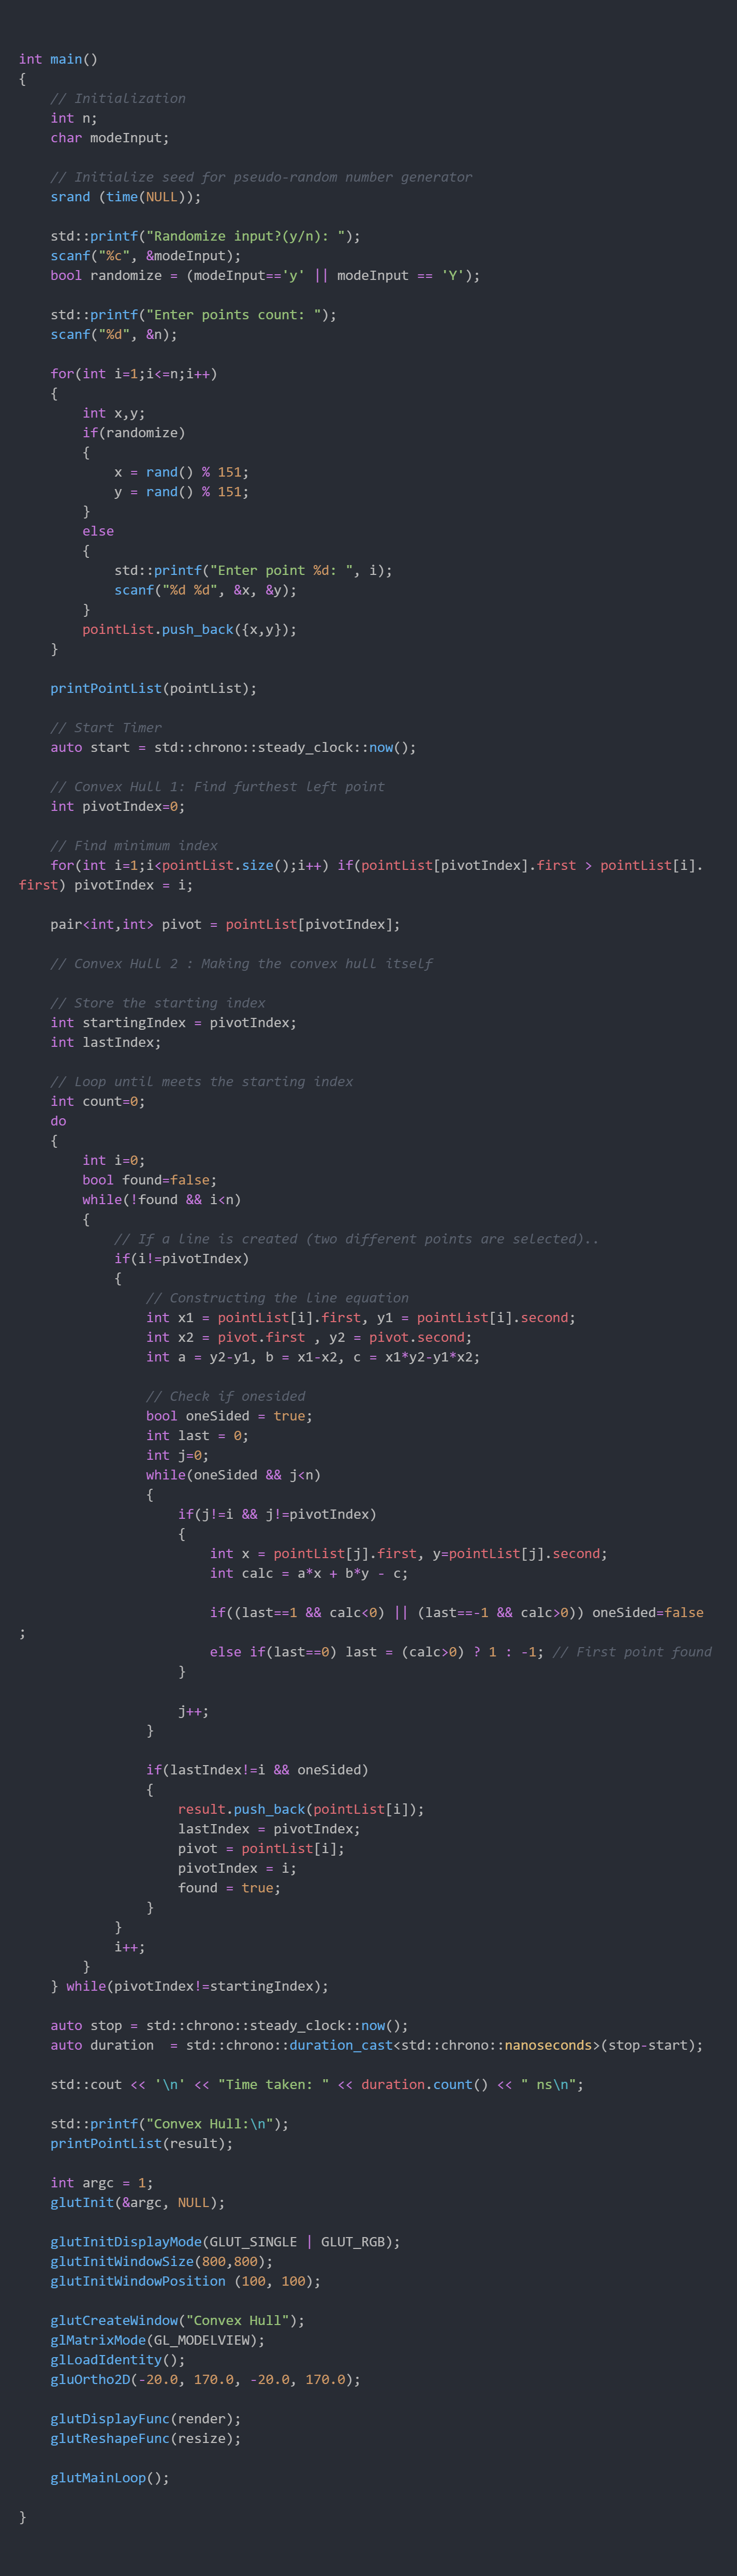 int main()
{
    // Initialization
    int n;
    char modeInput;

    // Initialize seed for pseudo-random number generator
    srand (time(NULL));

    std::printf("Randomize input?(y/n): ");
    scanf("%c", &modeInput);
    bool randomize = (modeInput=='y' || modeInput == 'Y');

    std::printf("Enter points count: ");
    scanf("%d", &n);

    for(int i=1;i<=n;i++)
    {
        int x,y;
        if(randomize)
        {
            x = rand() % 151;
            y = rand() % 151;
        }
        else
        {
            std::printf("Enter point %d: ", i);
            scanf("%d %d", &x, &y);
        }
        pointList.push_back({x,y});
    }

    printPointList(pointList);

    // Start Timer
    auto start = std::chrono::steady_clock::now();

    // Convex Hull 1: Find furthest left point
    int pivotIndex=0;

    // Find minimum index
    for(int i=1;i<pointList.size();i++) if(pointList[pivotIndex].first > pointList[i].
first) pivotIndex = i;

    pair<int,int> pivot = pointList[pivotIndex];

    // Convex Hull 2 : Making the convex hull itself

    // Store the starting index
    int startingIndex = pivotIndex;
    int lastIndex;

    // Loop until meets the starting index
    int count=0;
    do
    {
        int i=0;
        bool found=false;
        while(!found && i<n)
        {
            // If a line is created (two different points are selected)..
            if(i!=pivotIndex)
            {
                // Constructing the line equation
                int x1 = pointList[i].first, y1 = pointList[i].second;
                int x2 = pivot.first , y2 = pivot.second;
                int a = y2-y1, b = x1-x2, c = x1*y2-y1*x2;

                // Check if onesided
                bool oneSided = true;
                int last = 0;
                int j=0;
                while(oneSided && j<n)
                {
                    if(j!=i && j!=pivotIndex)
                    {
                        int x = pointList[j].first, y=pointList[j].second;
                        int calc = a*x + b*y - c;

                        if((last==1 && calc<0) || (last==-1 && calc>0)) oneSided=false
;
                        else if(last==0) last = (calc>0) ? 1 : -1; // First point found
                    }

                    j++;
                }

                if(lastIndex!=i && oneSided)
                {
                    result.push_back(pointList[i]);
                    lastIndex = pivotIndex;
                    pivot = pointList[i];
                    pivotIndex = i;
                    found = true;
                }
            }
            i++;
        }
    } while(pivotIndex!=startingIndex);

    auto stop = std::chrono::steady_clock::now();
    auto duration  = std::chrono::duration_cast<std::chrono::nanoseconds>(stop-start);

    std::cout << '\n' << "Time taken: " << duration.count() << " ns\n";

    std::printf("Convex Hull:\n");
    printPointList(result);

    int argc = 1;
    glutInit(&argc, NULL);

    glutInitDisplayMode(GLUT_SINGLE | GLUT_RGB);
    glutInitWindowSize(800,800);
    glutInitWindowPosition (100, 100);

    glutCreateWindow("Convex Hull");
    glMatrixMode(GL_MODELVIEW);
    glLoadIdentity();
    gluOrtho2D(-20.0, 170.0, -20.0, 170.0);

    glutDisplayFunc(render);
    glutReshapeFunc(resize);

    glutMainLoop();

}